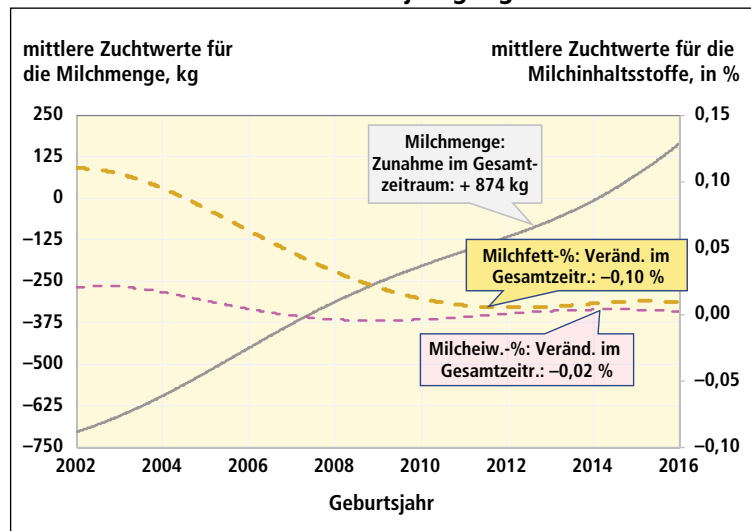 mittlere Zuchtwerte für
die Milchmenge, kg
mittlere Zuchtwerte für die
Milchinhaltsstoffe, in %
250
125
0
–125
–250
–375
–500
–625
–750
0,15
0,10
0,05
0,00
–0,05
–0,10
Milchmenge:
Zunahme im Gesamt-
zeitraum: + 874 kg
Milchfett-%: Veränd. im
Gesamtzeitr.: –0,10 %
Milcheiw.-%: Veränd. im
Gesamtzeitr.: –0,02 %
2002 2004 2006 2008 2010 2012 2014 2016
Geburtsjahr